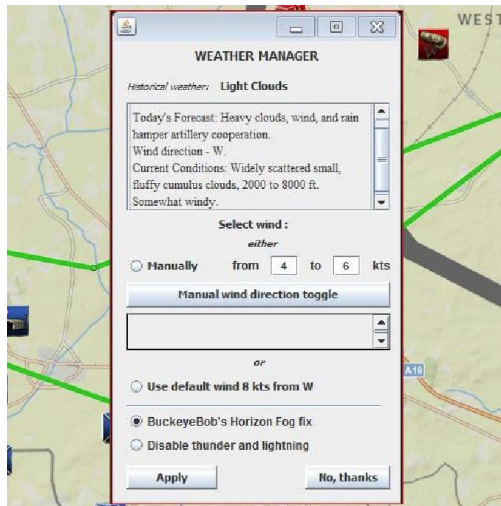 WEST
WEATHER MANAGER
Historical weather: Light Clouds
Today's Forecast: Heavy clouds, wind, and rain
hamper artillery cooperation.
Wind direction - W.
Current Conditions: Widely scattered small,
fluffy cumulus clouds, 2000 to 8000 ft.
Somewhat windy.
Select wind :
either
Manually from 4 to 6 kts
Manual wind direction toggle
or
A19
Use default wind 8 kts from W
BuckeyeBob's Horizon Fog fix
Disable thunder and lightning
Apply No, thanks